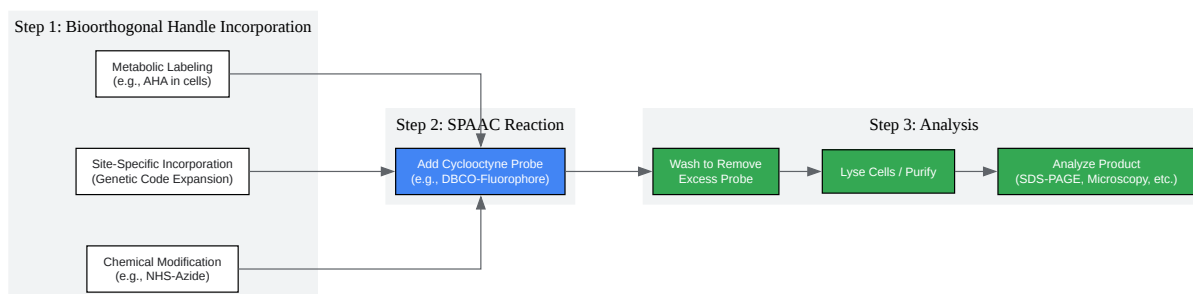 Step 1: Bioorthogonal Handle Incorporation
Metabolic Labeling
(e.g., AHA in cells)
Site-Specific Incorporation
(Genetic Code Expansion)
Chemical Modification
(e.g., NHS-Azide)
Step 2: SPAAC Reaction
Add Cyclooctyne Probe
(e.g., DBCO-Fluorophore)
Step 3: Analysis
Wash to Remove
Excess Probe
Lyse Cells / Purify
Analyze Product
(SDS-PAGE, Microscopy, etc.)